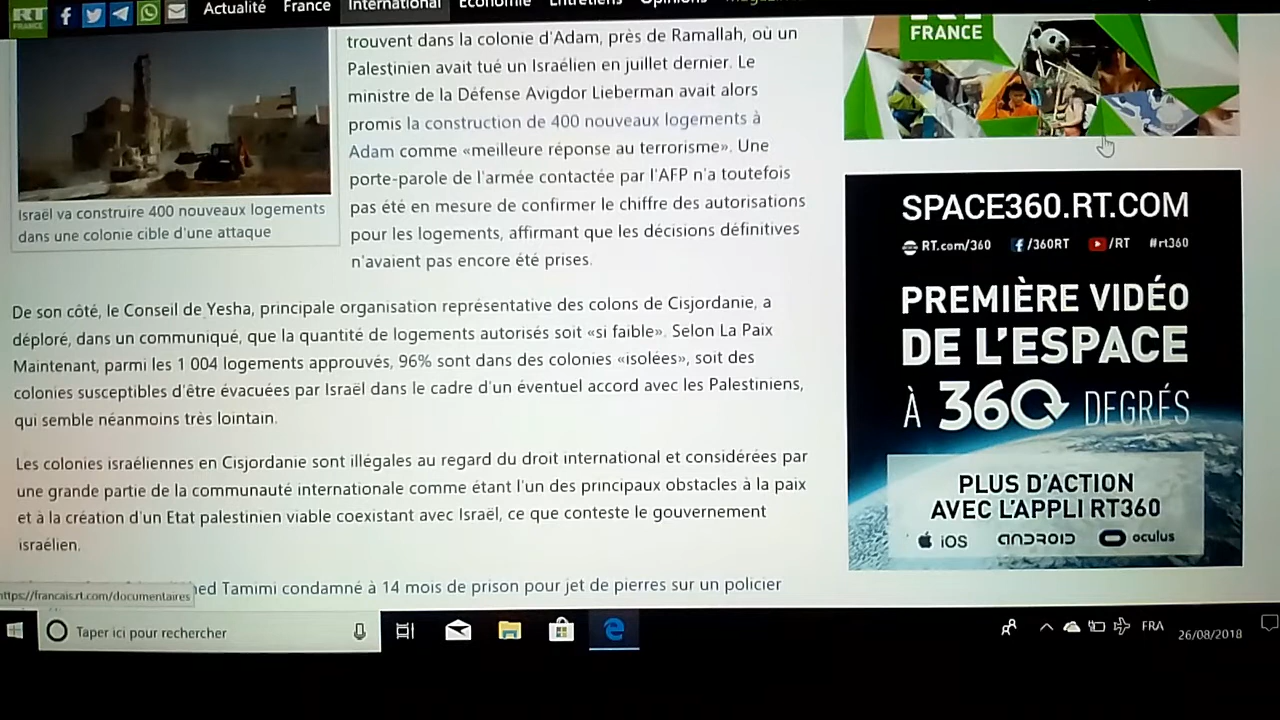 RT
FRANCE
Actualité
France
International
Économie
Entretiens
Opinions
trouvent dans la colonie d'Adam, près de Ramallah, où un
Palestinien avait tué un Israélien en juillet dernier. Le
ministre de la Défense Avigdor Lieberman avait alors
promis la construction de 400 nouveaux logements à
Adam comme «meilleure réponse au terrorisme». Une
porte-parole de l'armée contactée par l'AFP n'a toutefois
pas été en mesure de confirmer le chiffre des autorisations
pour les logements, affirmant que les décisions définitives
n'avaient pas encore été prises.
Israël va construire 400 nouveaux logements
dans une colonie cible d'une attaque
De son côté, le Conseil de Yesha, principale organisation représentative des colons de Cisjordanie, a
déploré, dans un communiqué, que la quantité de logements autorisés soit «si faible». Selon La Paix
Maintenant, parmi les 1 004 logements approuvés, 96% sont dans des colonies «isolées», soit des
colonies susceptibles d'être évacuées par Israël dans le cadre d'un éventuel accord avec les Palestiniens,
qui semble néanmoins très lointain.
Les colonies israéliennes en Cisjordanie sont illégales au regard du droit international et considérées par
une grande partie de la communauté internationale comme étant l'un des principaux obstacles à la paix
et à la création d'un Etat palestinien viable coexistant avec Israël, ce que conteste le gouvernement
israélien.
Tamimi condamné à 14 mois de prison pour jet de pierres sur un policier
https://francais.rt.com/documentaires
FRANCE
SPACE360.RT.COM
RT.com/360 /360RT /RT #rt360
PREMIÈRE VIDÉO
DE L'ESPACE
À 360 DEGRÉS
PLUS D'ACTION
AVEC L'APPLI RT360
iOS ANDROID oculus
Taper ici pour rechercher
FRA
26/08/2018